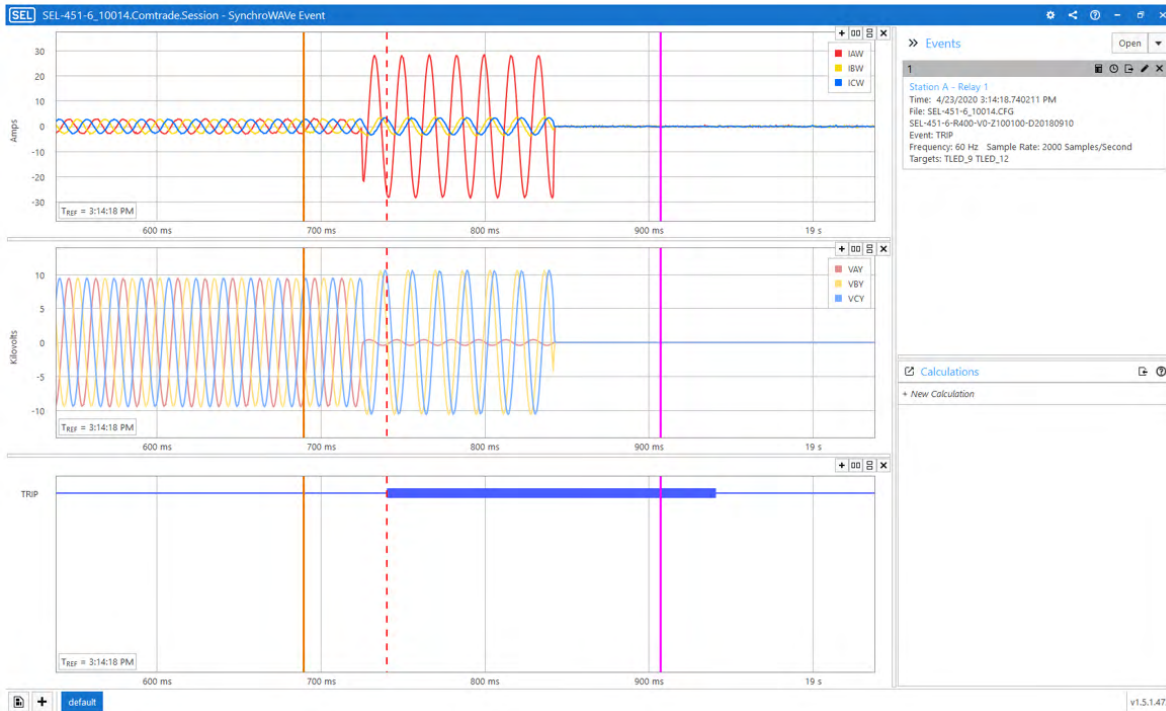 SEL SEL-451-6_10014.Comtrade.Session - SynchroWAVe Event
30
20
10
0
-10
-20
-30
Amps
IAW
IBW
ICW
TREF = 3:14:18 PM
600 ms
700 ms
800 ms
900 ms
19 s
10
5
0
-5
-10
Kilovolts
VAY
VBY
VCY
TREF = 3:14:18 PM
600 ms
700 ms
800 ms
900 ms
19 s
TRIP
TREF = 3:14:18 PM
600 ms
700 ms
800 ms
900 ms
19 s
default
Events
Open
1
Station A - Relay 1
Time: 4/23/2020 3:14:18.740211 PM
File: SEL-451-6_10014.CFG
SEL-451-6-R400-V0-Z100100-D20180910
Event: TRIP
Frequency: 60 Hz Sample Rate: 2000 Samples/Second
Targets: TLED_9 TLED_12
Calculations
+ New Calculation